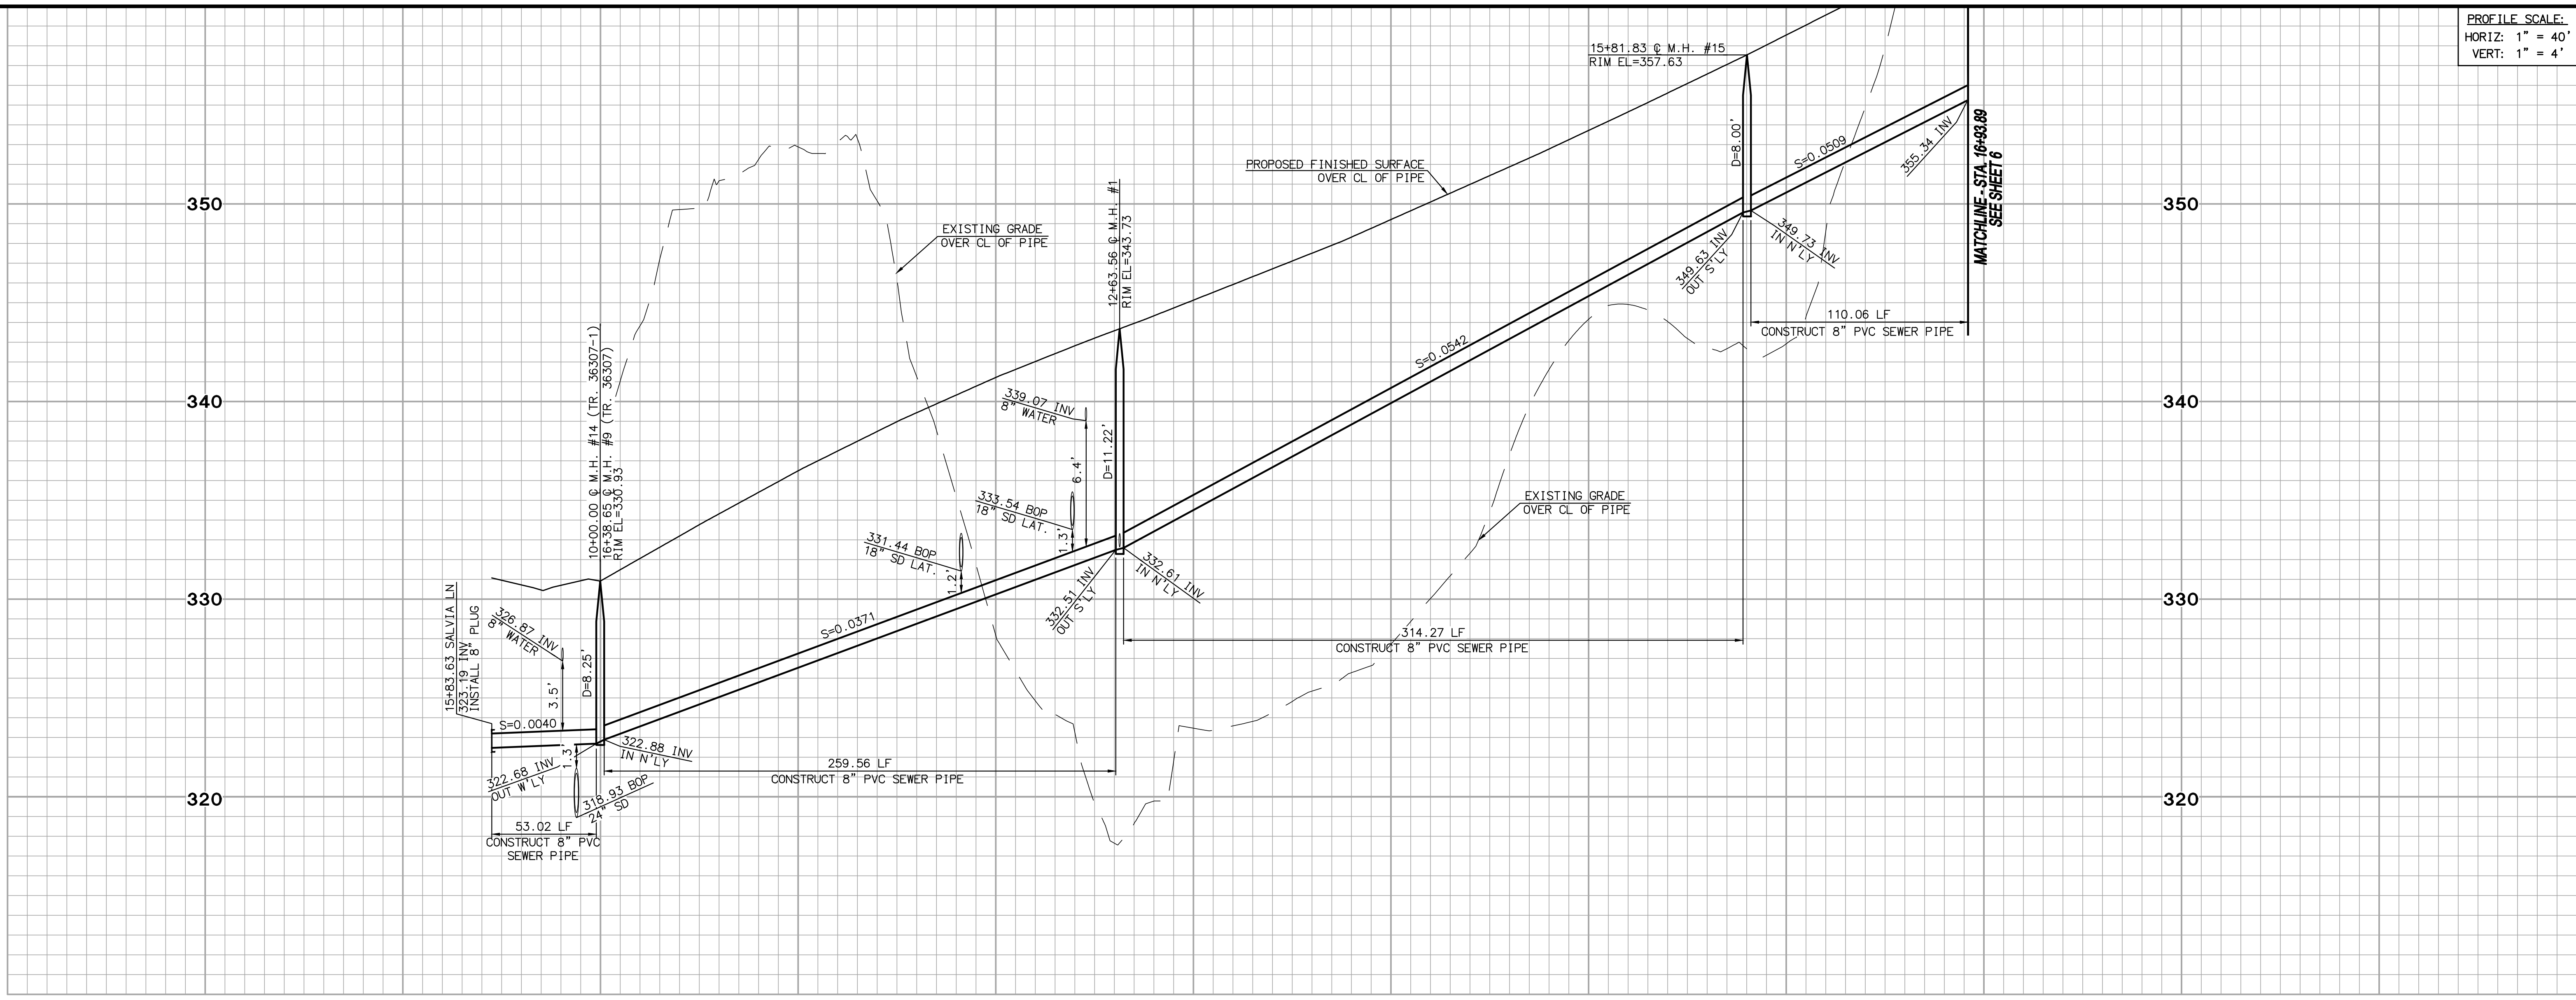 PROFILE SCALE:
HORIZ: 1" = 40'
VERT: 1" = 4'
15+81.83 ℄ M.H. #15
RIM EL=357.63
D=8.00'
S=0.0509
355.34 INV
MATCHLINE - STA. 16+93.89
SEE SHEET 6
PROPOSED FINISHED SURFACE
OVER CL OF PIPE
12+63.56 ℄ M.H. #1
RIM EL=343.73
350
350
EXISTING GRADE
OVER CL OF PIPE
349.63 INV
OUT S'LY
349.73 INV
IN N'LY
110.06 LF
CONSTRUCT 8" PVC SEWER PIPE
10+00.00 ℄ M.H. #14 (TR. 36307-1)
16+38.65 ℄ M.H. #9 (TR. 36307)
RIM EL=330.93
S=0.0542
340
340
339.07 INV
8" WATER
D=11.22'
6.4'
333.54 BOP
18" SD LAT.
1.3'
EXISTING GRADE
OVER CL OF PIPE
331.44 BOP
18" SD LAT.
1.2'
332.51 INV
OUT S'LY
332.61 INV
IN N'LY
330
330
15+83.63 SALVIA LN
323.19 INV
INSTALL 8" PLUG
326.87 INV
8" WATER
3.5'
D=8.25'
S=0.0371
314.27 LF
CONSTRUCT 8" PVC SEWER PIPE
S=0.0040
1.3'
322.88 INV
IN N'LY
322.68 INV
OUT W'LY
259.56 LF
CONSTRUCT 8" PVC SEWER PIPE
318.93 BOP
24" SD
320
320
53.02 LF
CONSTRUCT 8" PVC
SEWER PIPE